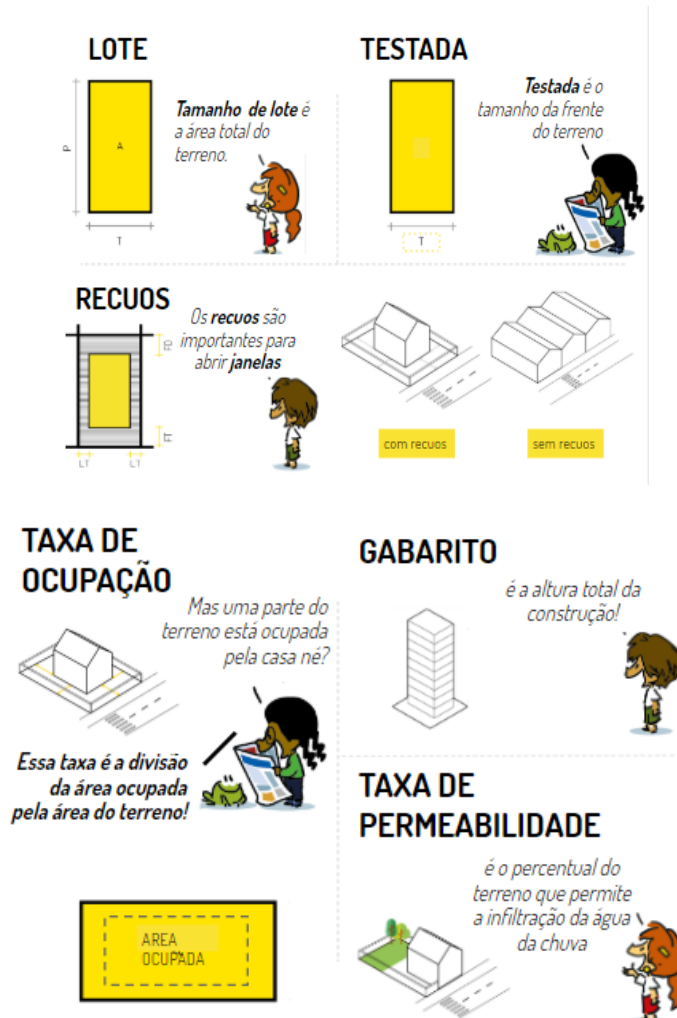 LOTE
P
A
T
Tamanho de lote é
a área total do
terreno.
TESTADA
T
Testada é o
tamanho da frente
do terreno
RECUOS
FD
FT
LT
LT
Os recuos são
importantes para
abrir janelas
com recuos
sem recuos
TAXA DE
OCUPAÇÃO
Mas uma parte do
terreno está ocupada
pela casa né?
Essa taxa é a divisão
da área ocupada
pela área do terreno!
AREA
OCUPADA
GABARITO
é a altura total da
construção!
TAXA DE
PERMEABILIDADE
é o percentual do
terreno que permite
a infiltração da água
da chuva